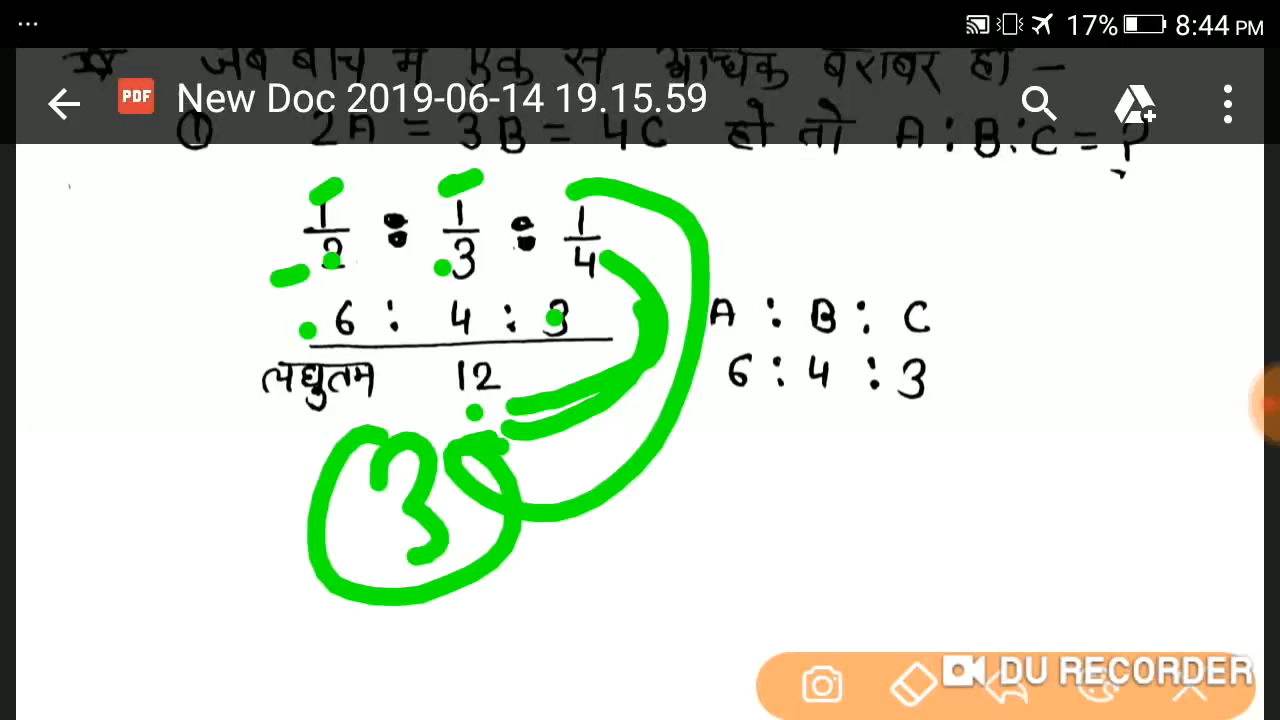 ... 17% 8:44 PM
जब बीच में एक से अधिक बराबर हो -
PDF New Doc 2019-06-14 19.15.59
① 2A = 3B = 4C हो तो A : B : C = ?
1/2 : 1/3 : 1/4
6 : 4 : 3
लघुतम 12
A : B : C
6 : 4 : 3
3
DU RECORDER